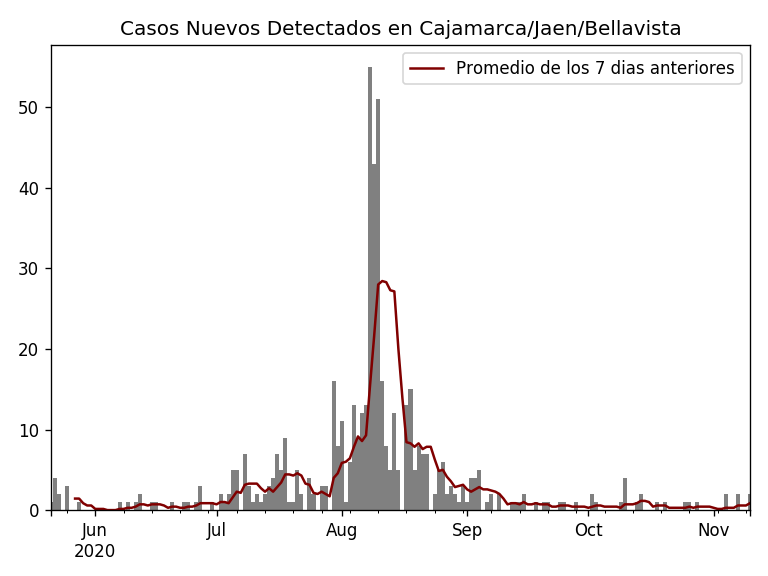 Casos Nuevos Detectados en Cajamarca/Jaen/Bellavista
Promedio de los 7 dias anteriores
50
40
30
20
10
0
Jun Jul Aug Sep Oct Nov
2020